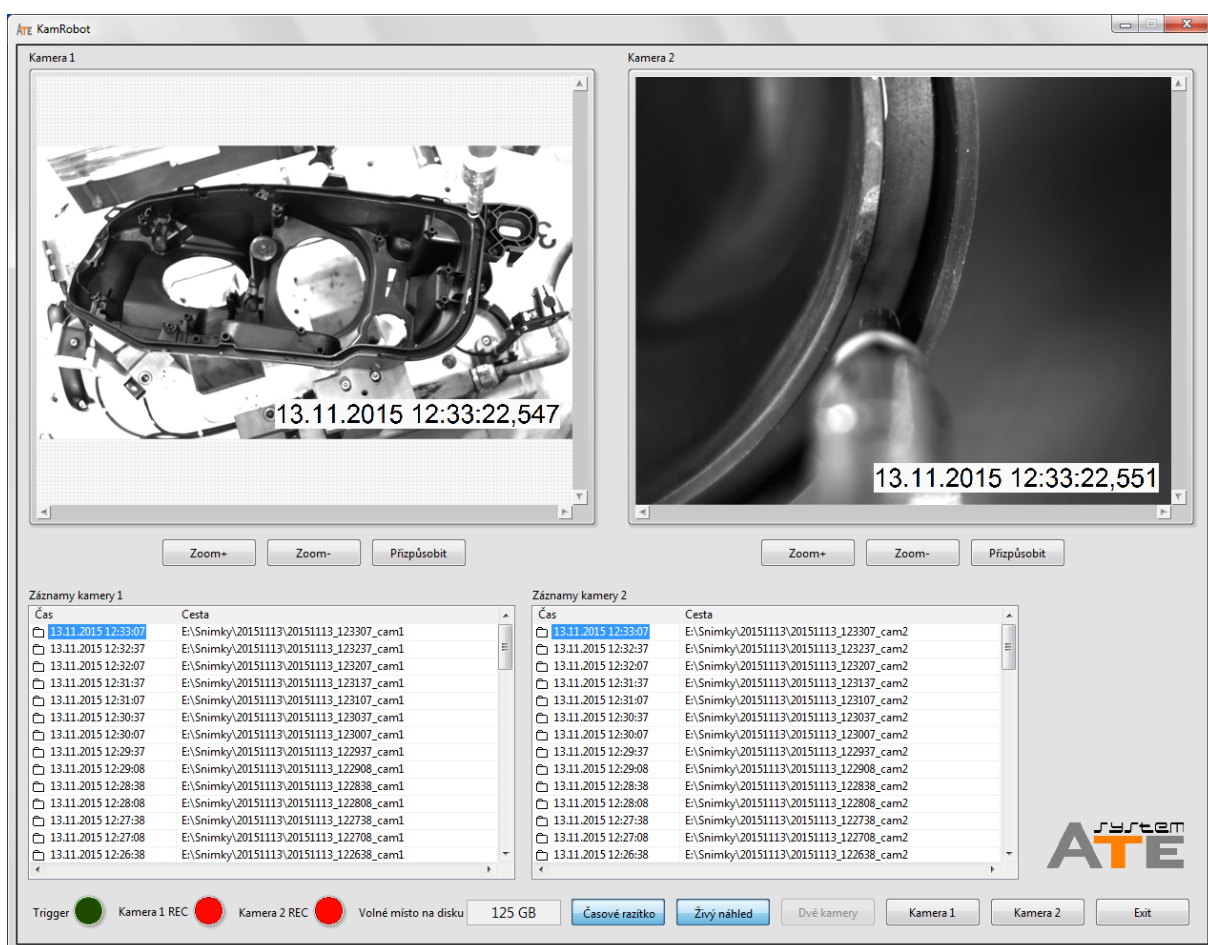 ATE KamRobot
Kamera 1
Kamera 2
3
13.11.2015 12:33:22,547
13.11.2015 12:33:22,551
Zoom+ Zoom- Přizpůsobit
Zoom+ Zoom- Přizpůsobit
Záznamy kamery 1
Čas Cesta
13.11.2015 12:33:07 E:\Snimky\20151113\20151113_123307_cam1
13.11.2015 12:32:37 E:\Snimky\20151113\20151113_123237_cam1
13.11.2015 12:32:07 E:\Snimky\20151113\20151113_123207_cam1
13.11.2015 12:31:37 E:\Snimky\20151113\20151113_123137_cam1
13.11.2015 12:31:07 E:\Snimky\20151113\20151113_123107_cam1
13.11.2015 12:30:37 E:\Snimky\20151113\20151113_123037_cam1
13.11.2015 12:30:07 E:\Snimky\20151113\20151113_123007_cam1
13.11.2015 12:29:37 E:\Snimky\20151113\20151113_122937_cam1
13.11.2015 12:29:08 E:\Snimky\20151113\20151113_122908_cam1
13.11.2015 12:28:38 E:\Snimky\20151113\20151113_122838_cam1
13.11.2015 12:28:08 E:\Snimky\20151113\20151113_122808_cam1
13.11.2015 12:27:38 E:\Snimky\20151113\20151113_122738_cam1
13.11.2015 12:27:08 E:\Snimky\20151113\20151113_122708_cam1
13.11.2015 12:26:38 E:\Snimky\20151113\20151113_122638_cam1
Záznamy kamery 2
Čas Cesta
13.11.2015 12:33:07 E:\Snimky\20151113\20151113_123307_cam2
13.11.2015 12:32:37 E:\Snimky\20151113\20151113_123237_cam2
13.11.2015 12:32:07 E:\Snimky\20151113\20151113_123207_cam2
13.11.2015 12:31:37 E:\Snimky\20151113\20151113_123137_cam2
13.11.2015 12:31:07 E:\Snimky\20151113\20151113_123107_cam2
13.11.2015 12:30:37 E:\Snimky\20151113\20151113_123037_cam2
13.11.2015 12:30:07 E:\Snimky\20151113\20151113_123007_cam2
13.11.2015 12:29:37 E:\Snimky\20151113\20151113_122937_cam2
13.11.2015 12:29:08 E:\Snimky\20151113\20151113_122908_cam2
13.11.2015 12:28:38 E:\Snimky\20151113\20151113_122838_cam2
13.11.2015 12:28:08 E:\Snimky\20151113\20151113_122808_cam2
13.11.2015 12:27:38 E:\Snimky\20151113\20151113_122738_cam2
13.11.2015 12:27:08 E:\Snimky\20151113\20151113_122708_cam2
13.11.2015 12:26:38 E:\Snimky\20151113\20151113_122638_cam2
system
ATE
Trigger Kamera 1 REC Kamera 2 REC Volné místo na disku 125 GB Časové razítko Živý náhled Dvě kamery Kamera 1 Kamera 2 Exit